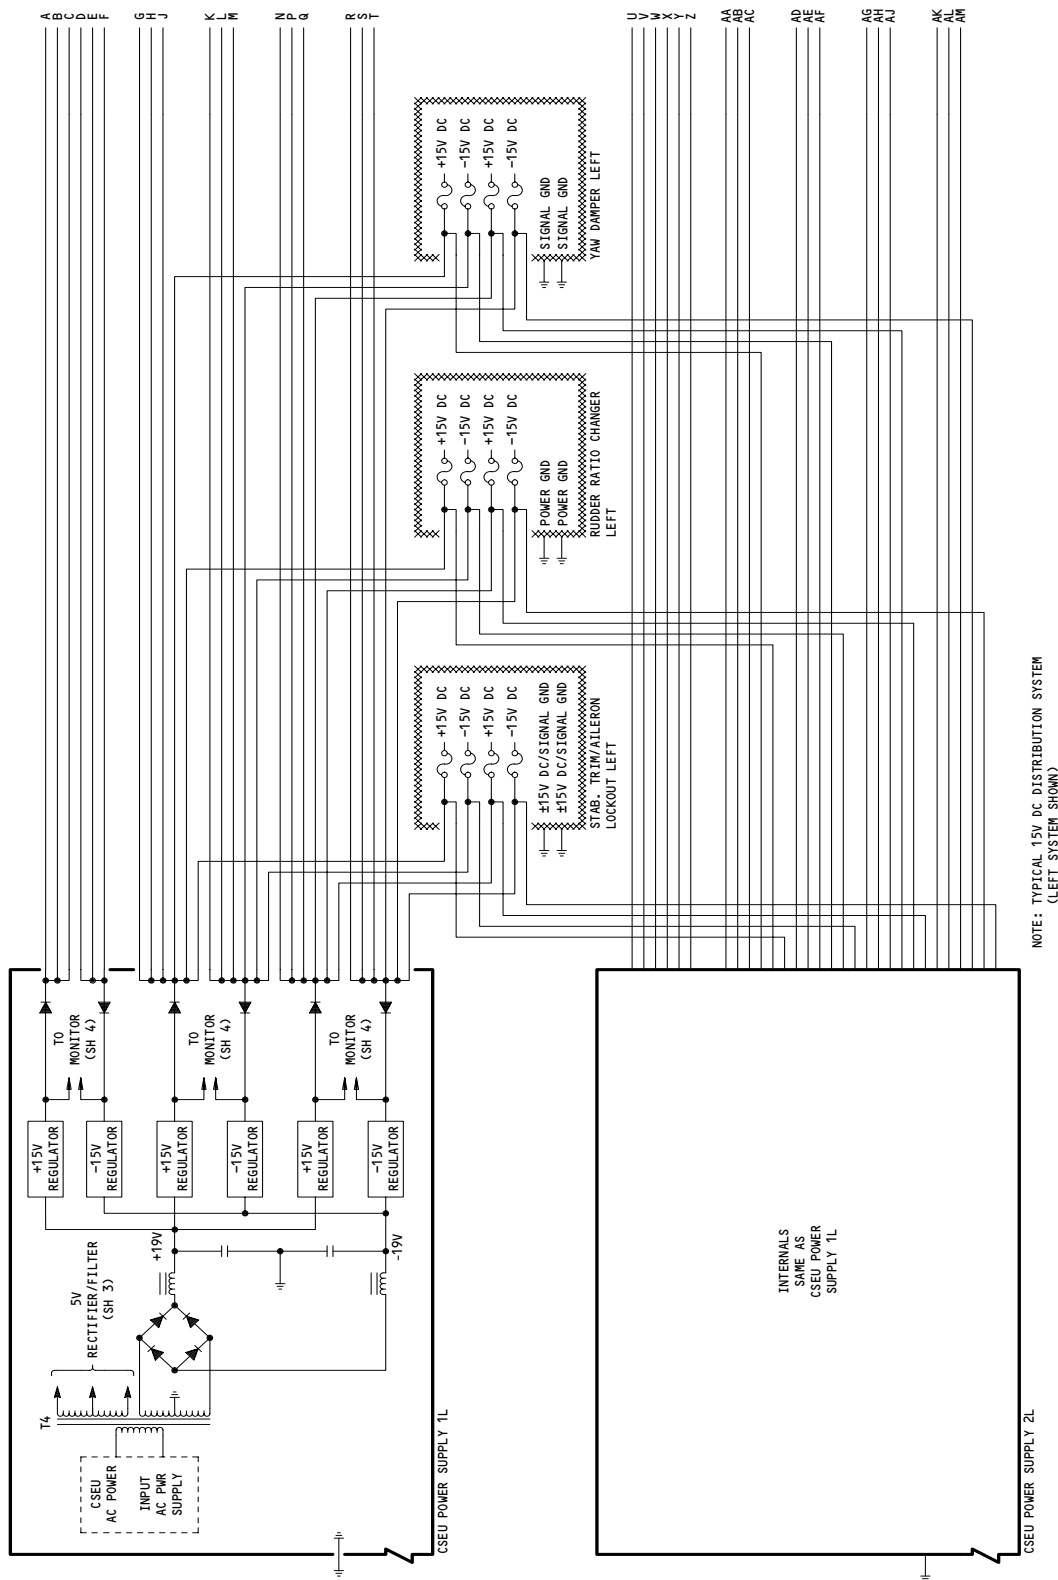 A
B
C
D
E
F
G
H
J
K
L
M
N
P
Q
R
S
T
U
V
W
X
Y
Z
AA
AB
AC
AD
AE
AF
AG
AH
AJ
AK
AL
AM
+15V DC
-15V DC
+15V DC
-15V DC
SIGNAL GND
SIGNAL GND
YAW DAMPER LEFT
+15V DC
-15V DC
+15V DC
-15V DC
POWER GND
POWER GND
RUDDER RATIO CHANGER
LEFT
+15V DC
-15V DC
+15V DC
-15V DC
±15V DC/SIGNAL GND
±15V DC/SIGNAL GND
STAB. TRIM/AILERON
LOCKOUT LEFT
TO
MONITOR
(SH 4)
TO
MONITOR
(SH 4)
TO
MONITOR
(SH 4)
+15V
REGULATOR
-15V
REGULATOR
+15V
REGULATOR
-15V
REGULATOR
+15V
REGULATOR
-15V
REGULATOR
+19V
-19V
5V
RECTIFIER/FILTER
(SH 3)
T4
CSEU
AC POWER
INPUT
AC PWR
SUPPLY
CSEU POWER SUPPLY 1L
INTERNALS
SAME AS
CSEU POWER
SUPPLY 1L
CSEU POWER SUPPLY 2L
NOTE: TYPICAL 15V DC DISTRIBUTION SYSTEM
(LEFT SYSTEM SHOWN)